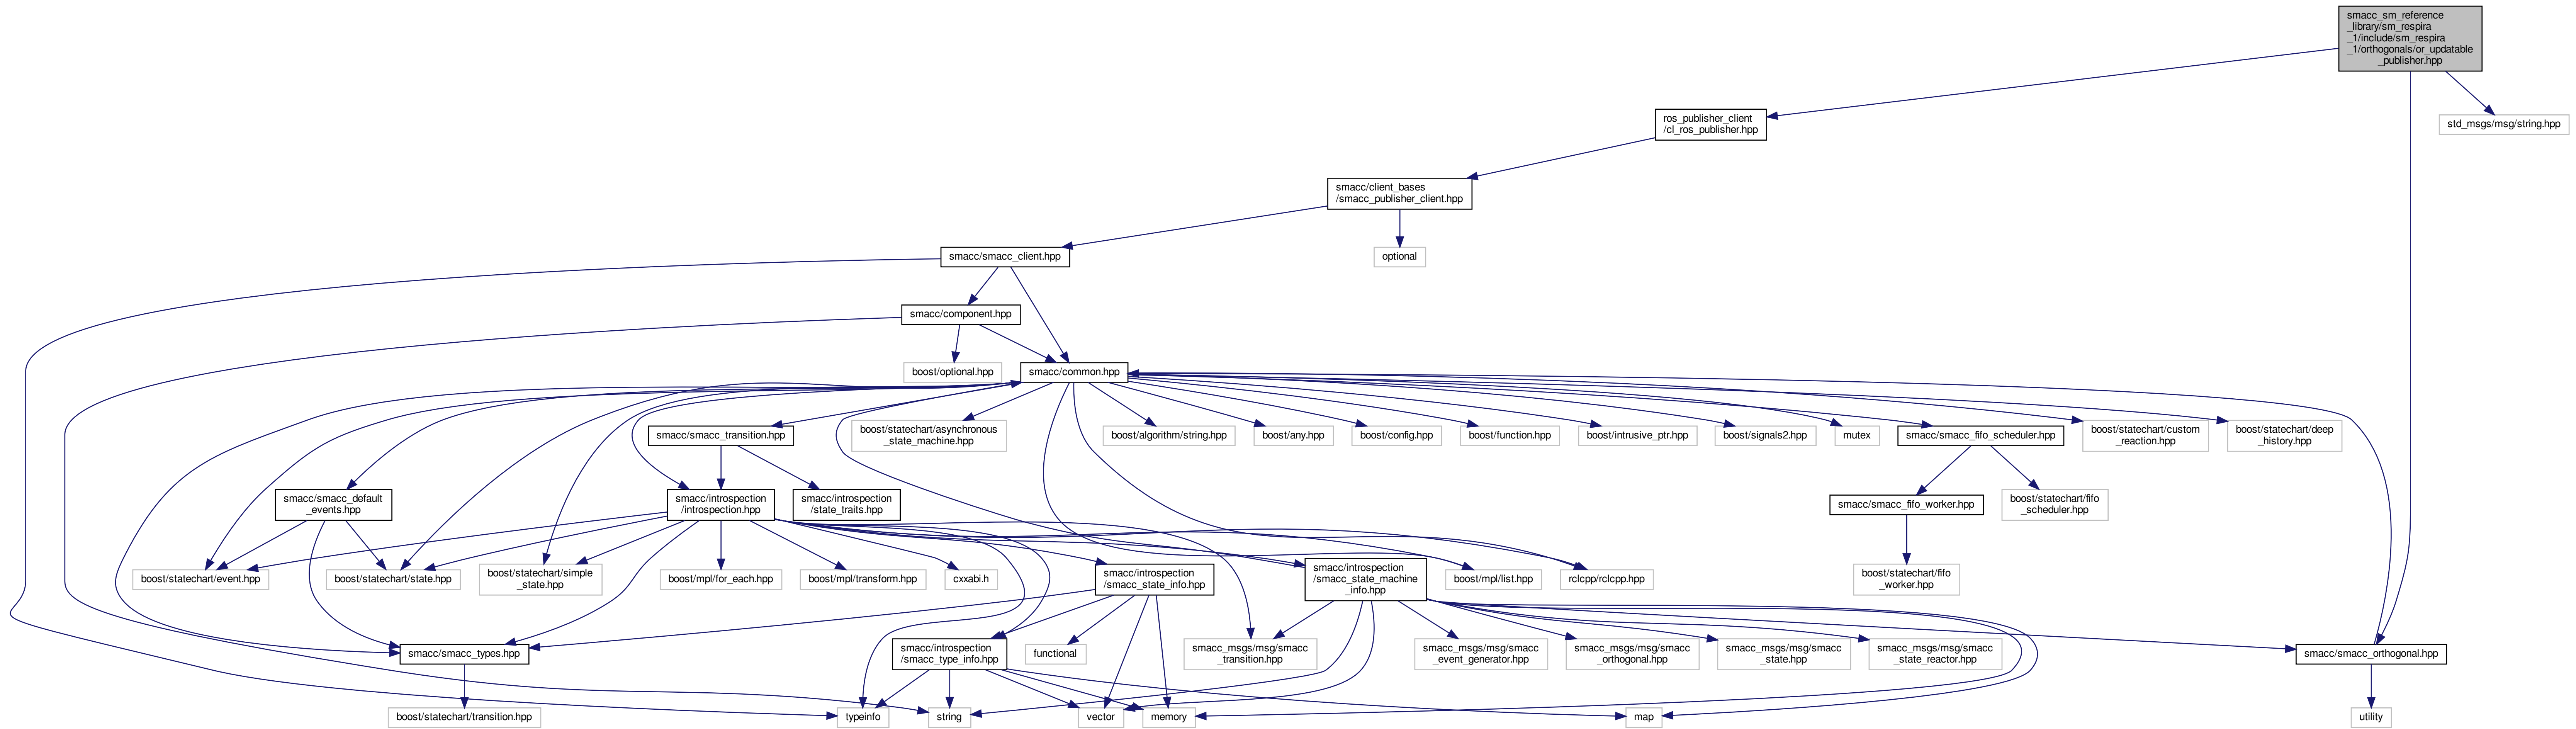 smacc_sm_reference
_library/sm_respira
_1/include/sm_respira
_1/orthogonals/or_updatable
_publisher.hpp
ros_publisher_client
/cl_ros_publisher.hpp
std_msgs/msg/string.hpp
smacc/client_bases
/smacc_publisher_client.hpp
smacc/smacc_client.hpp
optional
smacc/component.hpp
boost/optional.hpp
smacc/common.hpp
smacc/smacc_transition.hpp
boost/statechart/asynchronous
_state_machine.hpp
boost/algorithm/string.hpp
boost/any.hpp
boost/config.hpp
boost/function.hpp
boost/intrusive_ptr.hpp
boost/signals2.hpp
mutex
smacc/smacc_fifo_scheduler.hpp
boost/statechart/custom
_reaction.hpp
boost/statechart/deep
_history.hpp
smacc/smacc_default
_events.hpp
smacc/introspection
/introspection.hpp
smacc/introspection
/state_traits.hpp
smacc/smacc_fifo_worker.hpp
boost/statechart/fifo
_scheduler.hpp
boost/statechart/event.hpp
boost/statechart/state.hpp
boost/statechart/simple
_state.hpp
boost/mpl/for_each.hpp
boost/mpl/transform.hpp
cxxabi.h
smacc/introspection
/smacc_state_info.hpp
smacc/introspection
/smacc_state_machine
_info.hpp
boost/mpl/list.hpp
rclcpp/rclcpp.hpp
boost/statechart/fifo
_worker.hpp
smacc/smacc_types.hpp
smacc/introspection
/smacc_type_info.hpp
functional
smacc_msgs/msg/smacc
_transition.hpp
smacc_msgs/msg/smacc
_event_generator.hpp
smacc_msgs/msg/smacc
_orthogonal.hpp
smacc_msgs/msg/smacc
_state.hpp
smacc_msgs/msg/smacc
_state_reactor.hpp
smacc/smacc_orthogonal.hpp
boost/statechart/transition.hpp
typeinfo
string
vector
memory
map
utility